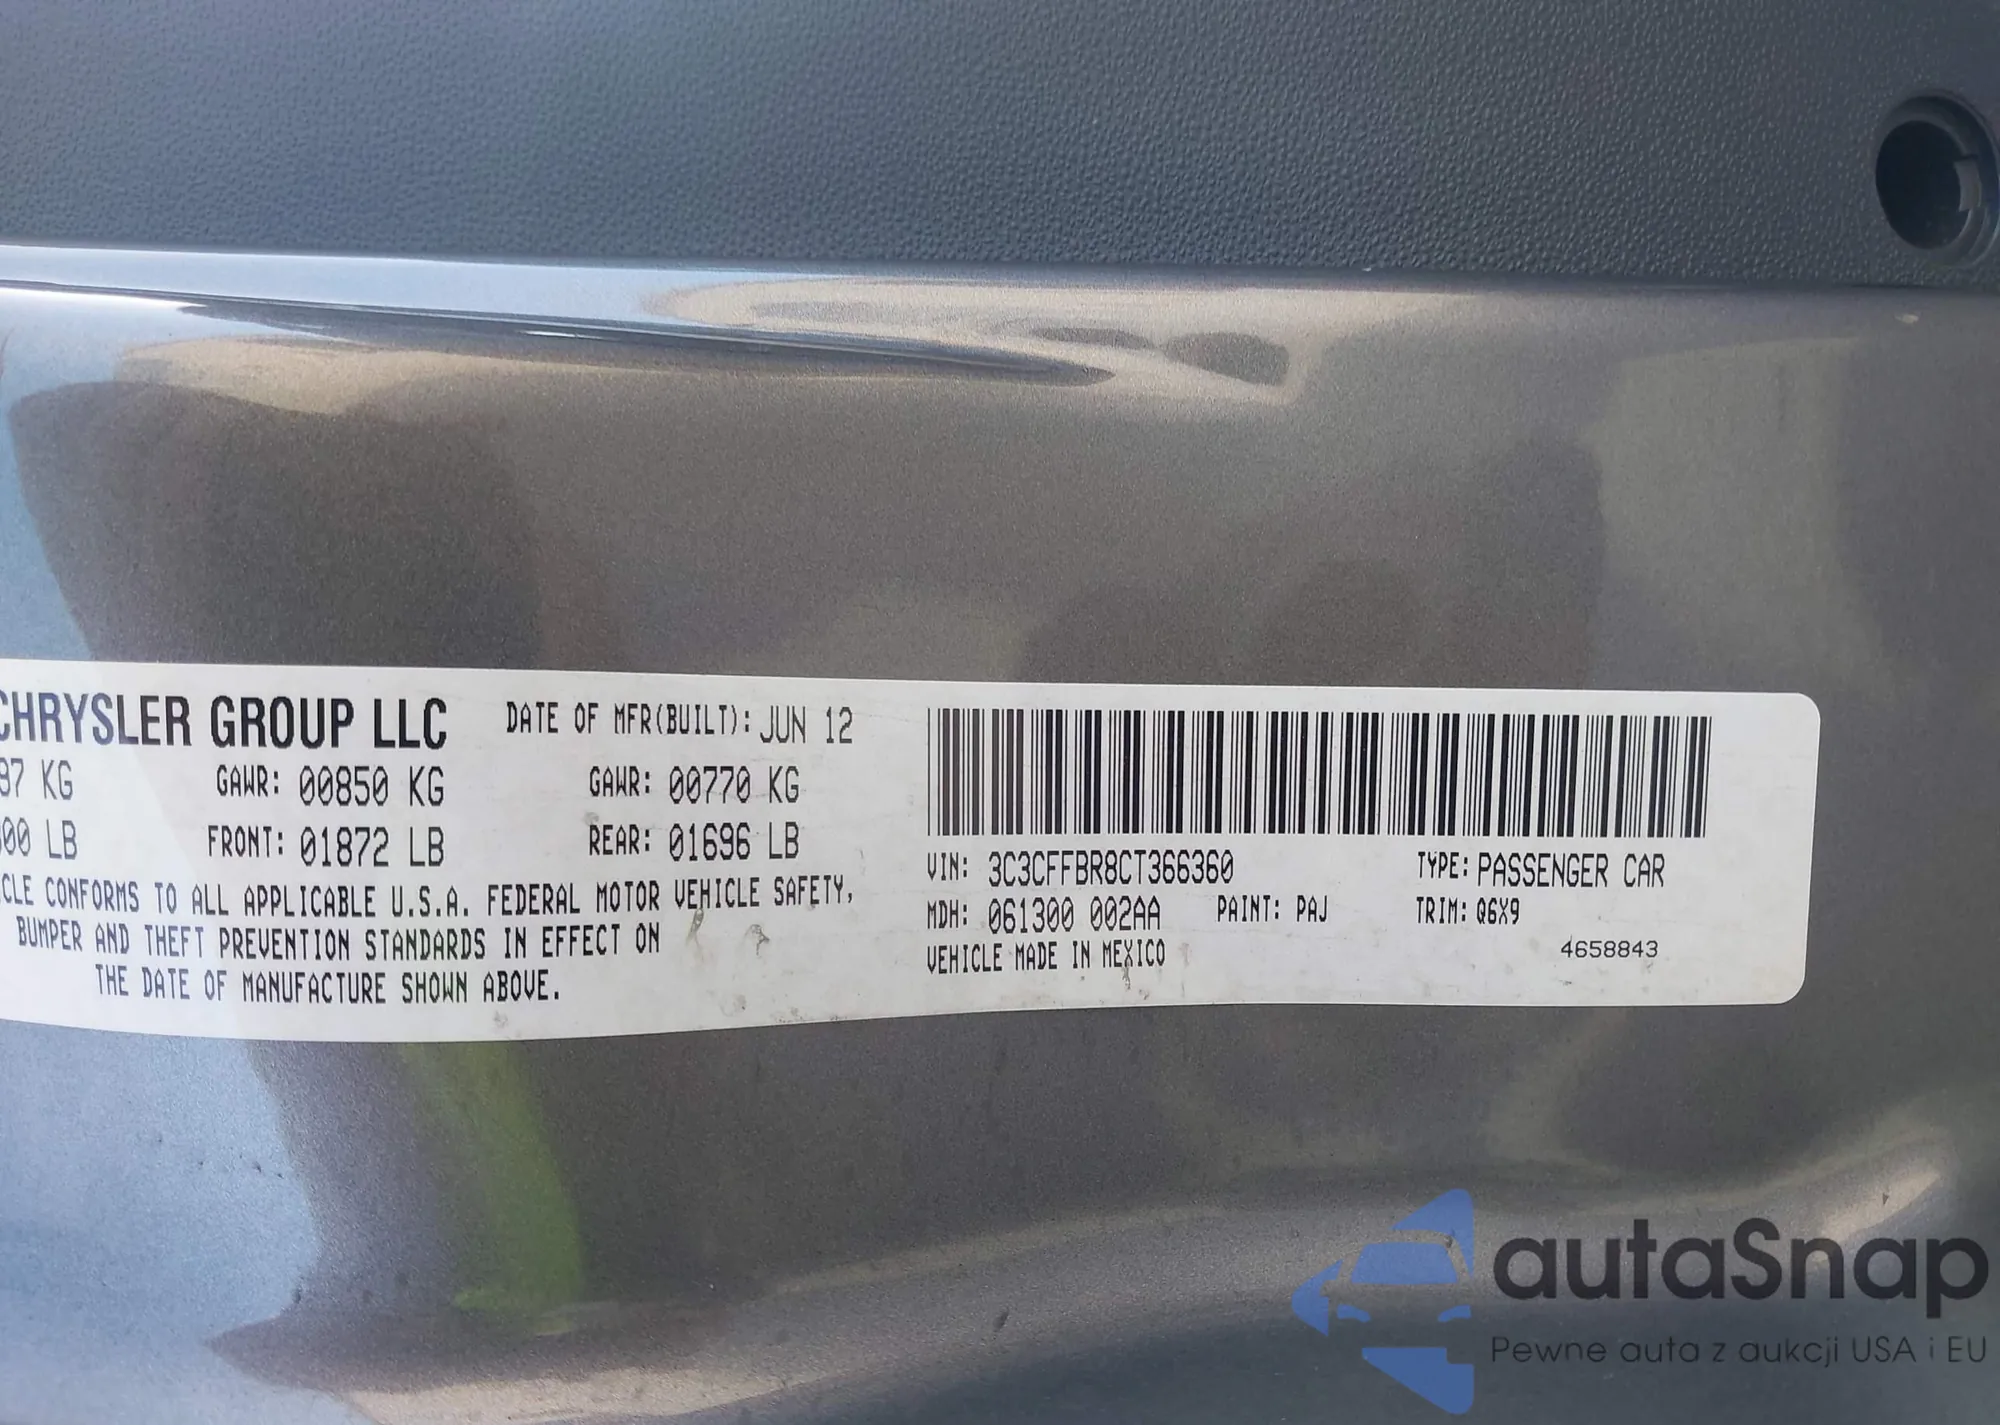 CHRYSLER GROUP LLC DATE OF MFR(BUILT): JUN 12
97 KG GAWR: 00850 KG GAWR: 00770 KG
00 LB FRONT: 01872 LB REAR: 01696 LB
CLE CONFORMS TO ALL APPLICABLE U.S.A. FEDERAL MOTOR VEHICLE SAFETY,
BUMPER AND THEFT PREVENTION STANDARDS IN EFFECT ON
THE DATE OF MANUFACTURE SHOWN ABOVE.
VIN: 3C3CFFBR8CT366360 TYPE: PASSENGER CAR
MDH: 061300 002AA PAINT: PAJ TRIM: Q6X9
VEHICLE MADE IN MEXICO 4658843
autaSnap
Pewne auta z aukcji USA i EU